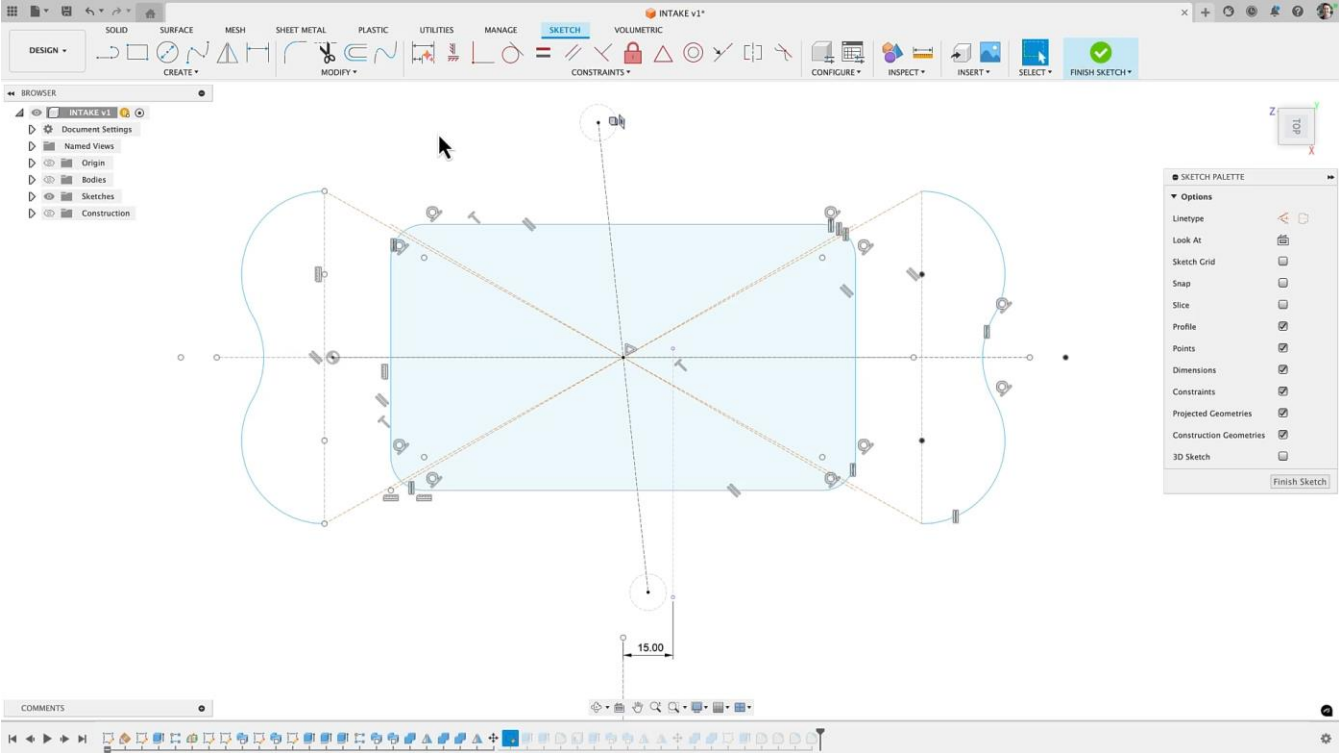 INTAKE v1*
SOLID SURFACE MESH SHEET METAL PLASTIC UTILITIES MANAGE SKETCH VOLUMETRIC
DESIGN
CREATE MODIFY CONSTRAINTS CONFIGURE INSPECT INSERT SELECT FINISH SKETCH
BROWSER
INTAKE v1
Document Settings
Named Views
Origin
Bodies
Sketches
Construction
Z
Y
TOP
X
SKETCH PALETTE
Options
Linetype
Look At
Sketch Grid
Snap
Slice
Profile
Points
Dimensions
Constraints
Projected Geometries
Construction Geometries
3D Sketch
Finish Sketch
15.00
COMMENTS